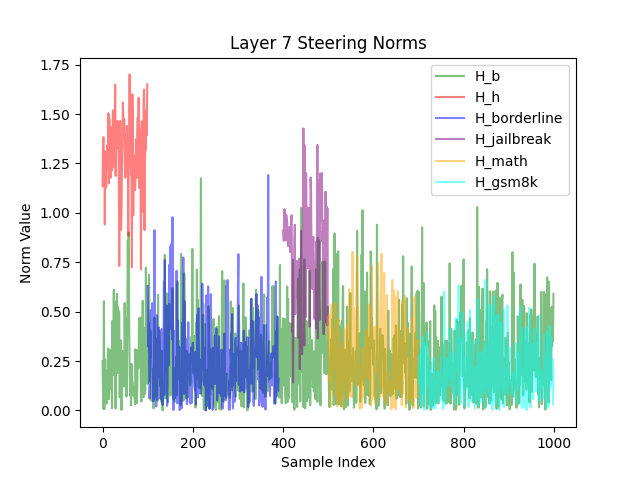 Layer 7 Steering Norms
1.75
1.50
1.25
1.00
0.75
0.50
0.25
0.00
Norm Value
H_b
H_h
H_borderline
H_jailbreak
H_math
H_gsm8k
0 200 400 600 800 1000
Sample Index